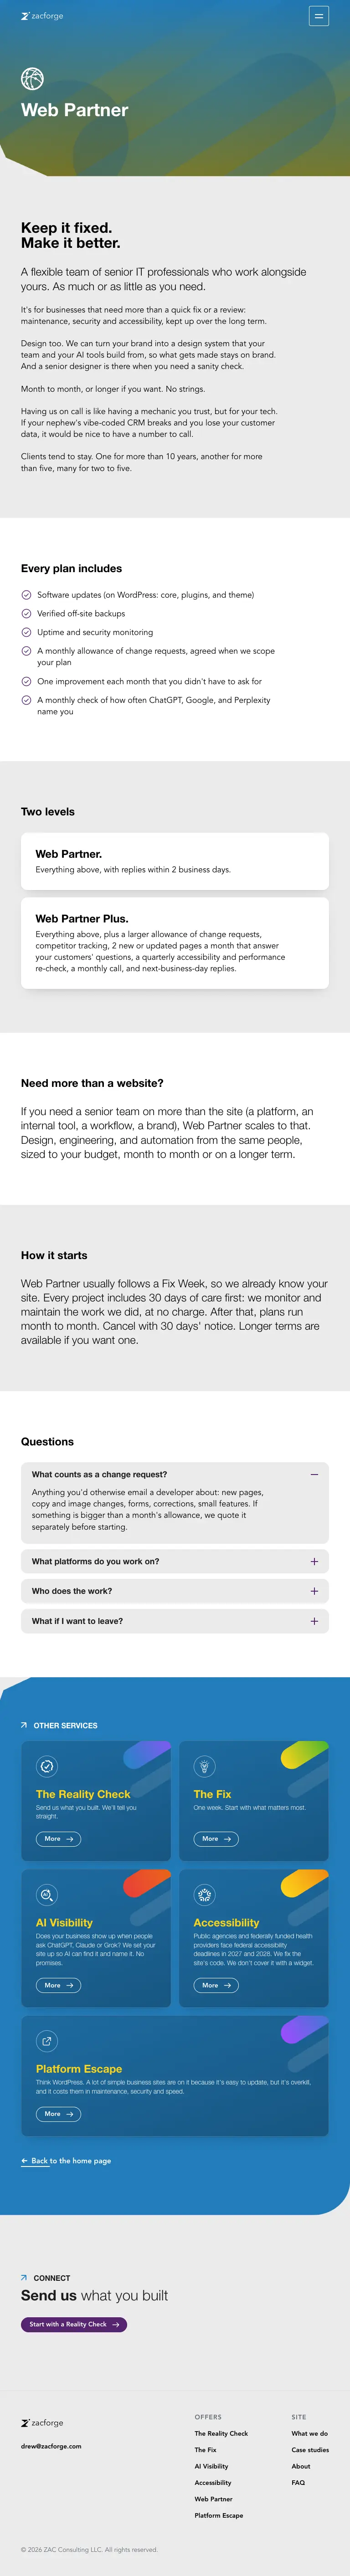 zacforge
Web Partner
Keep it fixed.
Make it better.
A flexible team of senior IT professionals who work alongside
yours. As much or as little as you need.
It's for businesses that need more than a quick fix or a review:
maintenance, security and accessibility, kept up over the long term.
Design too. We can turn your brand into a design system that your
team and your AI tools build from, so what gets made stays on brand.
And a senior designer is there when you need a sanity check.
Month to month, or longer if you want. No strings.
Having us on call is like having a mechanic you trust, but for your tech.
If your nephew's vibe-coded CRM breaks and you lose your customer
data, it would be nice to have a number to call.
Clients tend to stay. One for more than 10 years, another for more
than five, many for two to five.
Every plan includes
Software updates (on WordPress: core, plugins, and theme)
Verified off-site backups
Uptime and security monitoring
A monthly allowance of change requests, agreed when we scope
your plan
One improvement each month that you didn't have to ask for
A monthly check of how often ChatGPT, Google, and Perplexity
name you
Two levels
Web Partner.
Everything above, with replies within 2 business days.
Web Partner Plus.
Everything above, plus a larger allowance of change requests,
competitor tracking, 2 new or updated pages a month that answer
your customers' questions, a quarterly accessibility and performance
re-check, a monthly call, and next-business-day replies.
Need more than a website?
If you need a senior team on more than the site (a platform, an
internal tool, a workflow, a brand), Web Partner scales to that.
Design, engineering, and automation from the same people,
sized to your budget, month to month or on a longer term.
How it starts
Web Partner usually follows a Fix Week, so we already know your
site. Every project includes 30 days of care first: we monitor and
maintain the work we did, at no charge. After that, plans run
month to month. Cancel with 30 days' notice. Longer terms are
available if you want one.
Questions
What counts as a change request?
Anything you'd otherwise email a developer about: new pages,
copy and image changes, forms, corrections, small features. If
something is bigger than a month's allowance, we quote it
separately before starting.
What platforms do you work on?
Who does the work?
What if I want to leave?
OTHER SERVICES
The Reality Check
Send us what you built. We'll tell you
straight.
More
The Fix
One week. Start with what matters most.
More
AI Visibility
Does your business show up when people
ask ChatGPT, Claude or Grok? We set your
site up so AI can find it and name it. No
promises.
More
Accessibility
Public agencies and federally funded health
providers face federal accessibility
deadlines in 2027 and 2028. We fix the
site's code. We don't cover it with a widget.
More
Platform Escape
Think WordPress. A lot of simple business sites are on it because it's easy to update, but it's overkill,
and it costs them in maintenance, security and speed.
More
Back to the home page
CONNECT
Send us what you built
Start with a Reality Check
zacforge
drew@zacforge.com
OFFERS
The Reality Check
The Fix
AI Visibility
Accessibility
Web Partner
Platform Escape
SITE
What we do
Case studies
About
FAQ
© 2026 ZAC Consulting LLC. All rights reserved.